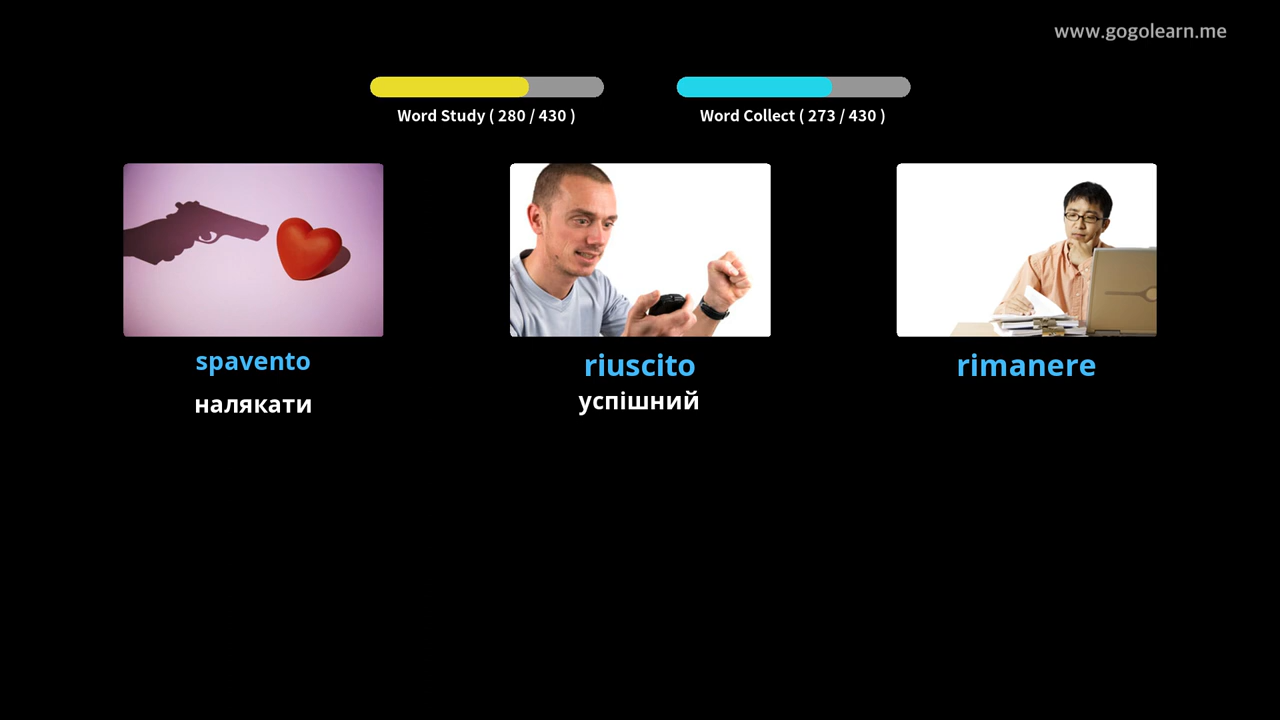 www.gogolearn.me
Word Study ( 280 / 430 )
Word Collect ( 273 / 430 )
spavento
налякати
riuscito
успішний
rimanere